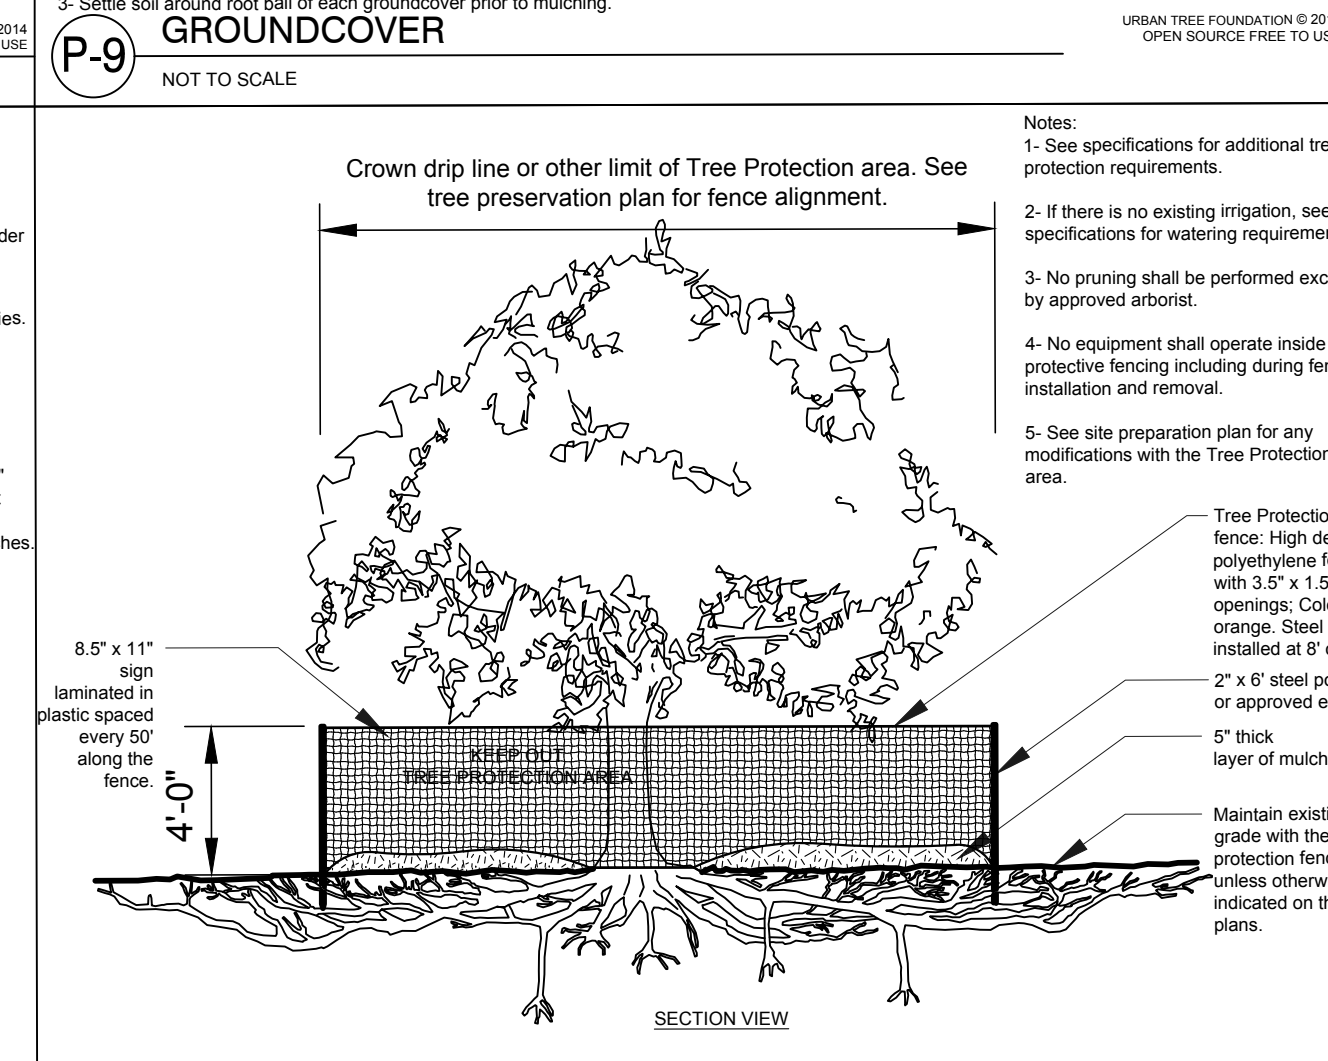 3- Settle soil around root ball of each groundcover prior to mulching.
2014
USE
P-9
GROUNDCOVER
NOT TO SCALE
URBAN TREE FOUNDATION © 201
OPEN SOURCE FREE TO US
der
ies.
"
hes.
Crown drip line or other limit of Tree Protection area. See
tree preservation plan for fence alignment.
Notes:
1- See specifications for additional tre
protection requirements.
2- If there is no existing irrigation, see
specifications for watering requiremen
3- No pruning shall be performed exc
by approved arborist.
4- No equipment shall operate inside
protective fencing including during fen
installation and removal.
5- See site preparation plan for any
modifications with the Tree Protection
area.
Tree Protectio
fence: High de
polyethylene fe
with 3.5" x 1.5
openings; Colo
orange. Steel
installed at 8' o
2" x 6' steel po
or approved e
5" thick
layer of mulch
Maintain existi
grade with the
protection fenc
unless otherw
indicated on th
plans.
8.5" x 11"
sign
laminated in
plastic spaced
every 50'
along the
fence.
4'-0"
KEEP OUT
TREE PROTECTION AREA
SECTION VIEW